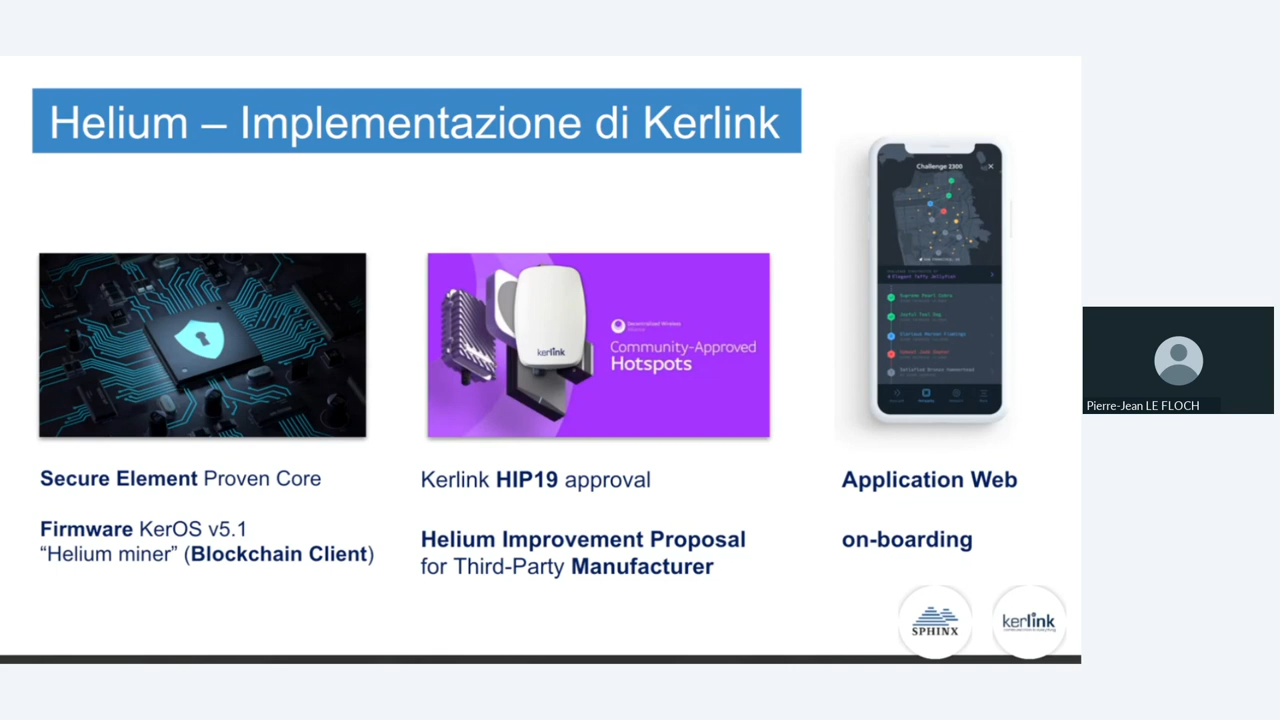 Helium – Implementazione di Kerlink
Challenge 2300
kerlink
Decentralized Wireless
Community-Approved
Hotspots
Secure Element Proven Core
Firmware KerOS v5.1
“Helium miner” (Blockchain Client)
Kerlink HIP19 approval
Helium Improvement Proposal
for Third-Party Manufacturer
Application Web
on-boarding
SPHINX
kerlink
Pierre-Jean LE FLOCH